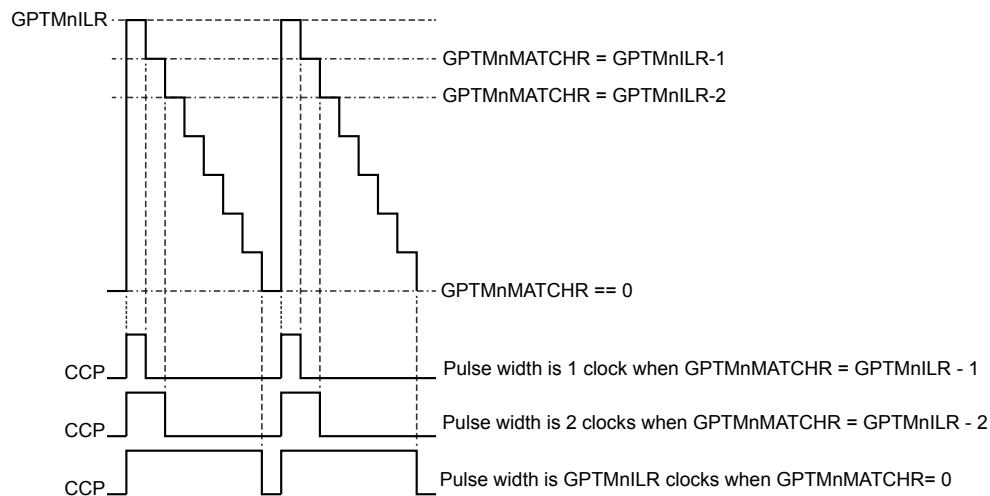 GPTMnILR
GPTMnMATCHR = GPTMnILR-1
GPTMnMATCHR = GPTMnILR-2
GPTMnMATCHR == 0
CCP
Pulse width is 1 clock when GPTMnMATCHR = GPTMnILR - 1
CCP
Pulse width is 2 clocks when GPTMnMATCHR = GPTMnILR - 2
CCP
Pulse width is GPTMnILR clocks when GPTMnMATCHR= 0